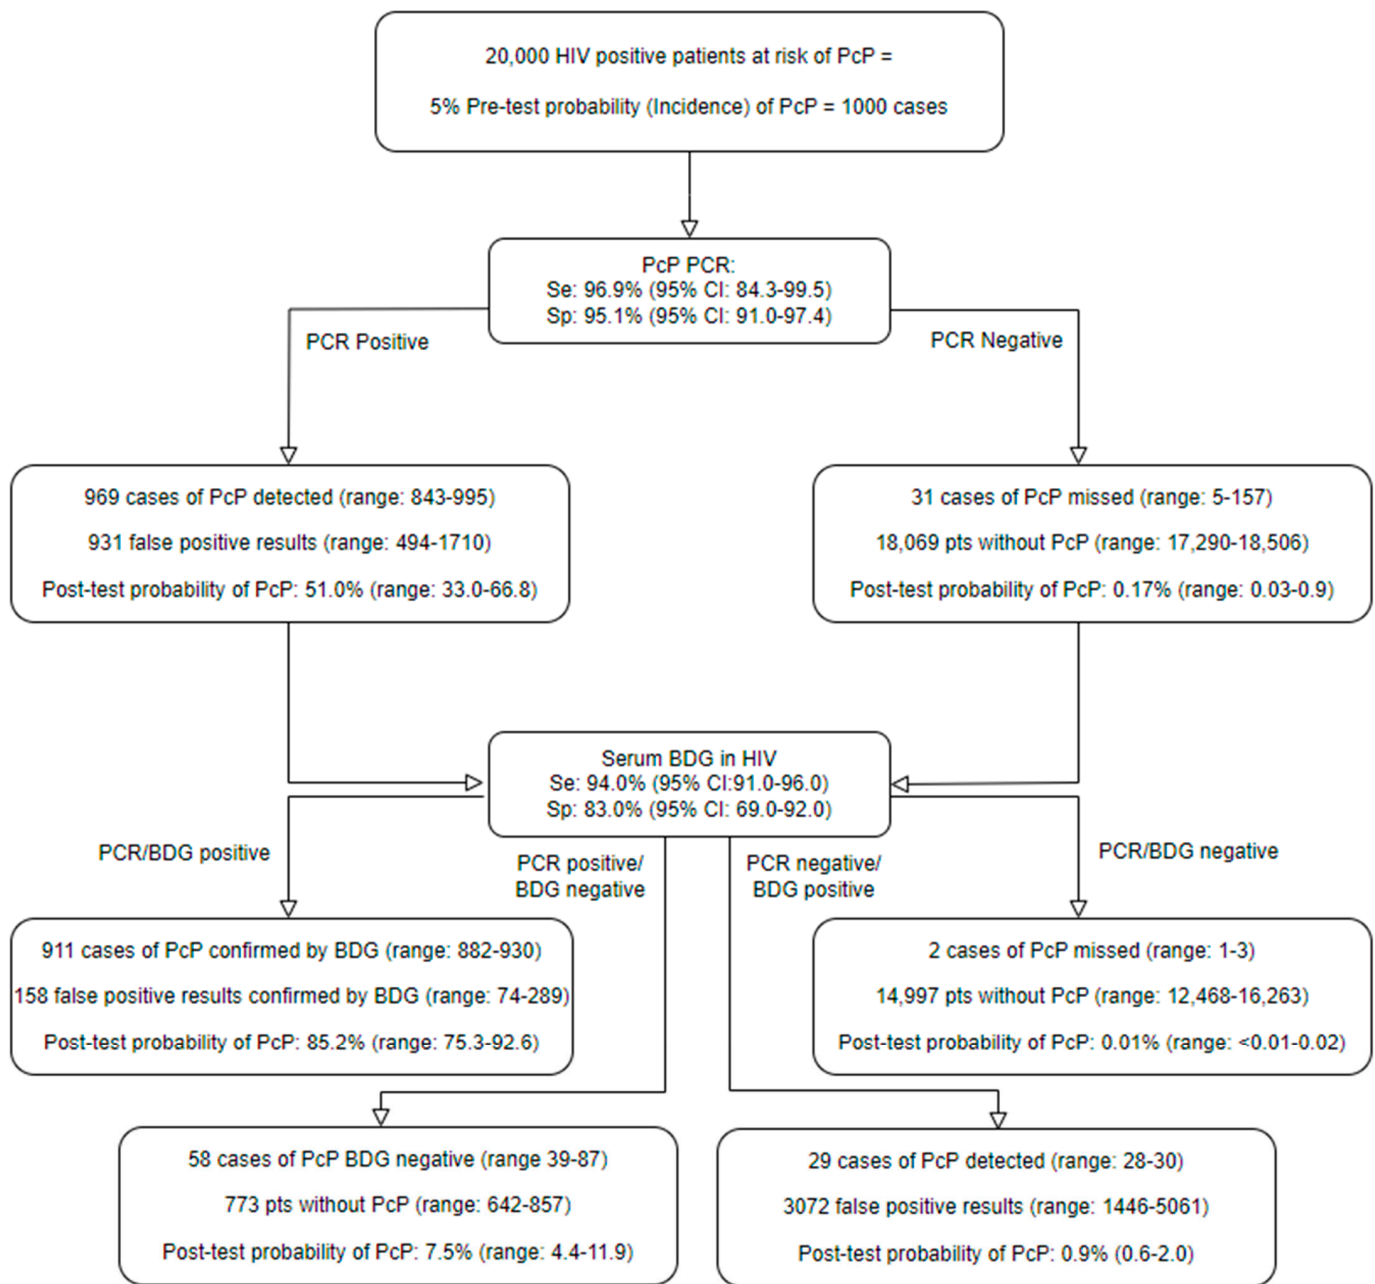 20,000 HIV positive patients at risk of PcP =
5% Pre-test probability (Incidence) of PcP = 1000 cases
PcP PCR:
Se: 96.9% (95% CI: 84.3-99.5)
Sp: 95.1% (95% CI: 91.0-97.4)
PCR Positive
PCR Negative
969 cases of PcP detected (range: 843-995)
931 false positive results (range: 494-1710)
Post-test probability of PcP: 51.0% (range: 33.0-66.8)
31 cases of PcP missed (range: 5-157)
18,069 pts without PcP (range: 17,290-18,506)
Post-test probability of PcP: 0.17% (range: 0.03-0.9)
Serum BDG in HIV
Se: 94.0% (95% CI:91.0-96.0)
Sp: 83.0% (95% CI: 69.0-92.0)
PCR/BDG positive
PCR positive/
BDG negative
PCR negative/
BDG positive
PCR/BDG negative
911 cases of PcP confirmed by BDG (range: 882-930)
158 false positive results confirmed by BDG (range: 74-289)
Post-test probability of PcP: 85.2% (range: 75.3-92.6)
2 cases of PcP missed (range: 1-3)
14,997 pts without PcP (range: 12,468-16,263)
Post-test probability of PcP: 0.01% (range: <0.01-0.02)
58 cases of PcP BDG negative (range 39-87)
773 pts without PcP (range: 642-857)
Post-test probability of PcP: 7.5% (range: 4.4-11.9)
29 cases of PcP detected (range: 28-30)
3072 false positive results (range: 1446-5061)
Post-test probability of PcP: 0.9% (0.6-2.0)